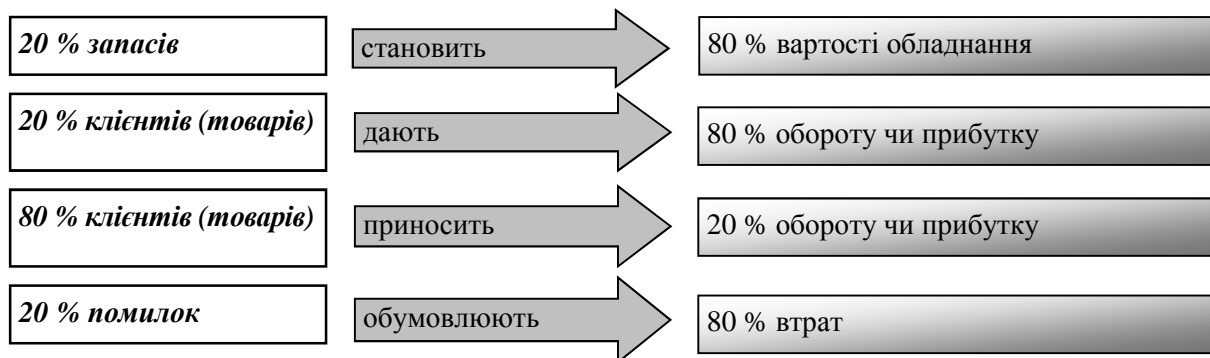 20 % запасів
становить
80 % вартості обладнання
20 % клієнтів (товарів)
дають
80 % обороту чи прибутку
80 % клієнтів (товарів)
приносить
20 % обороту чи прибутку
20 % помилок
обумовлюють
80 % втрат